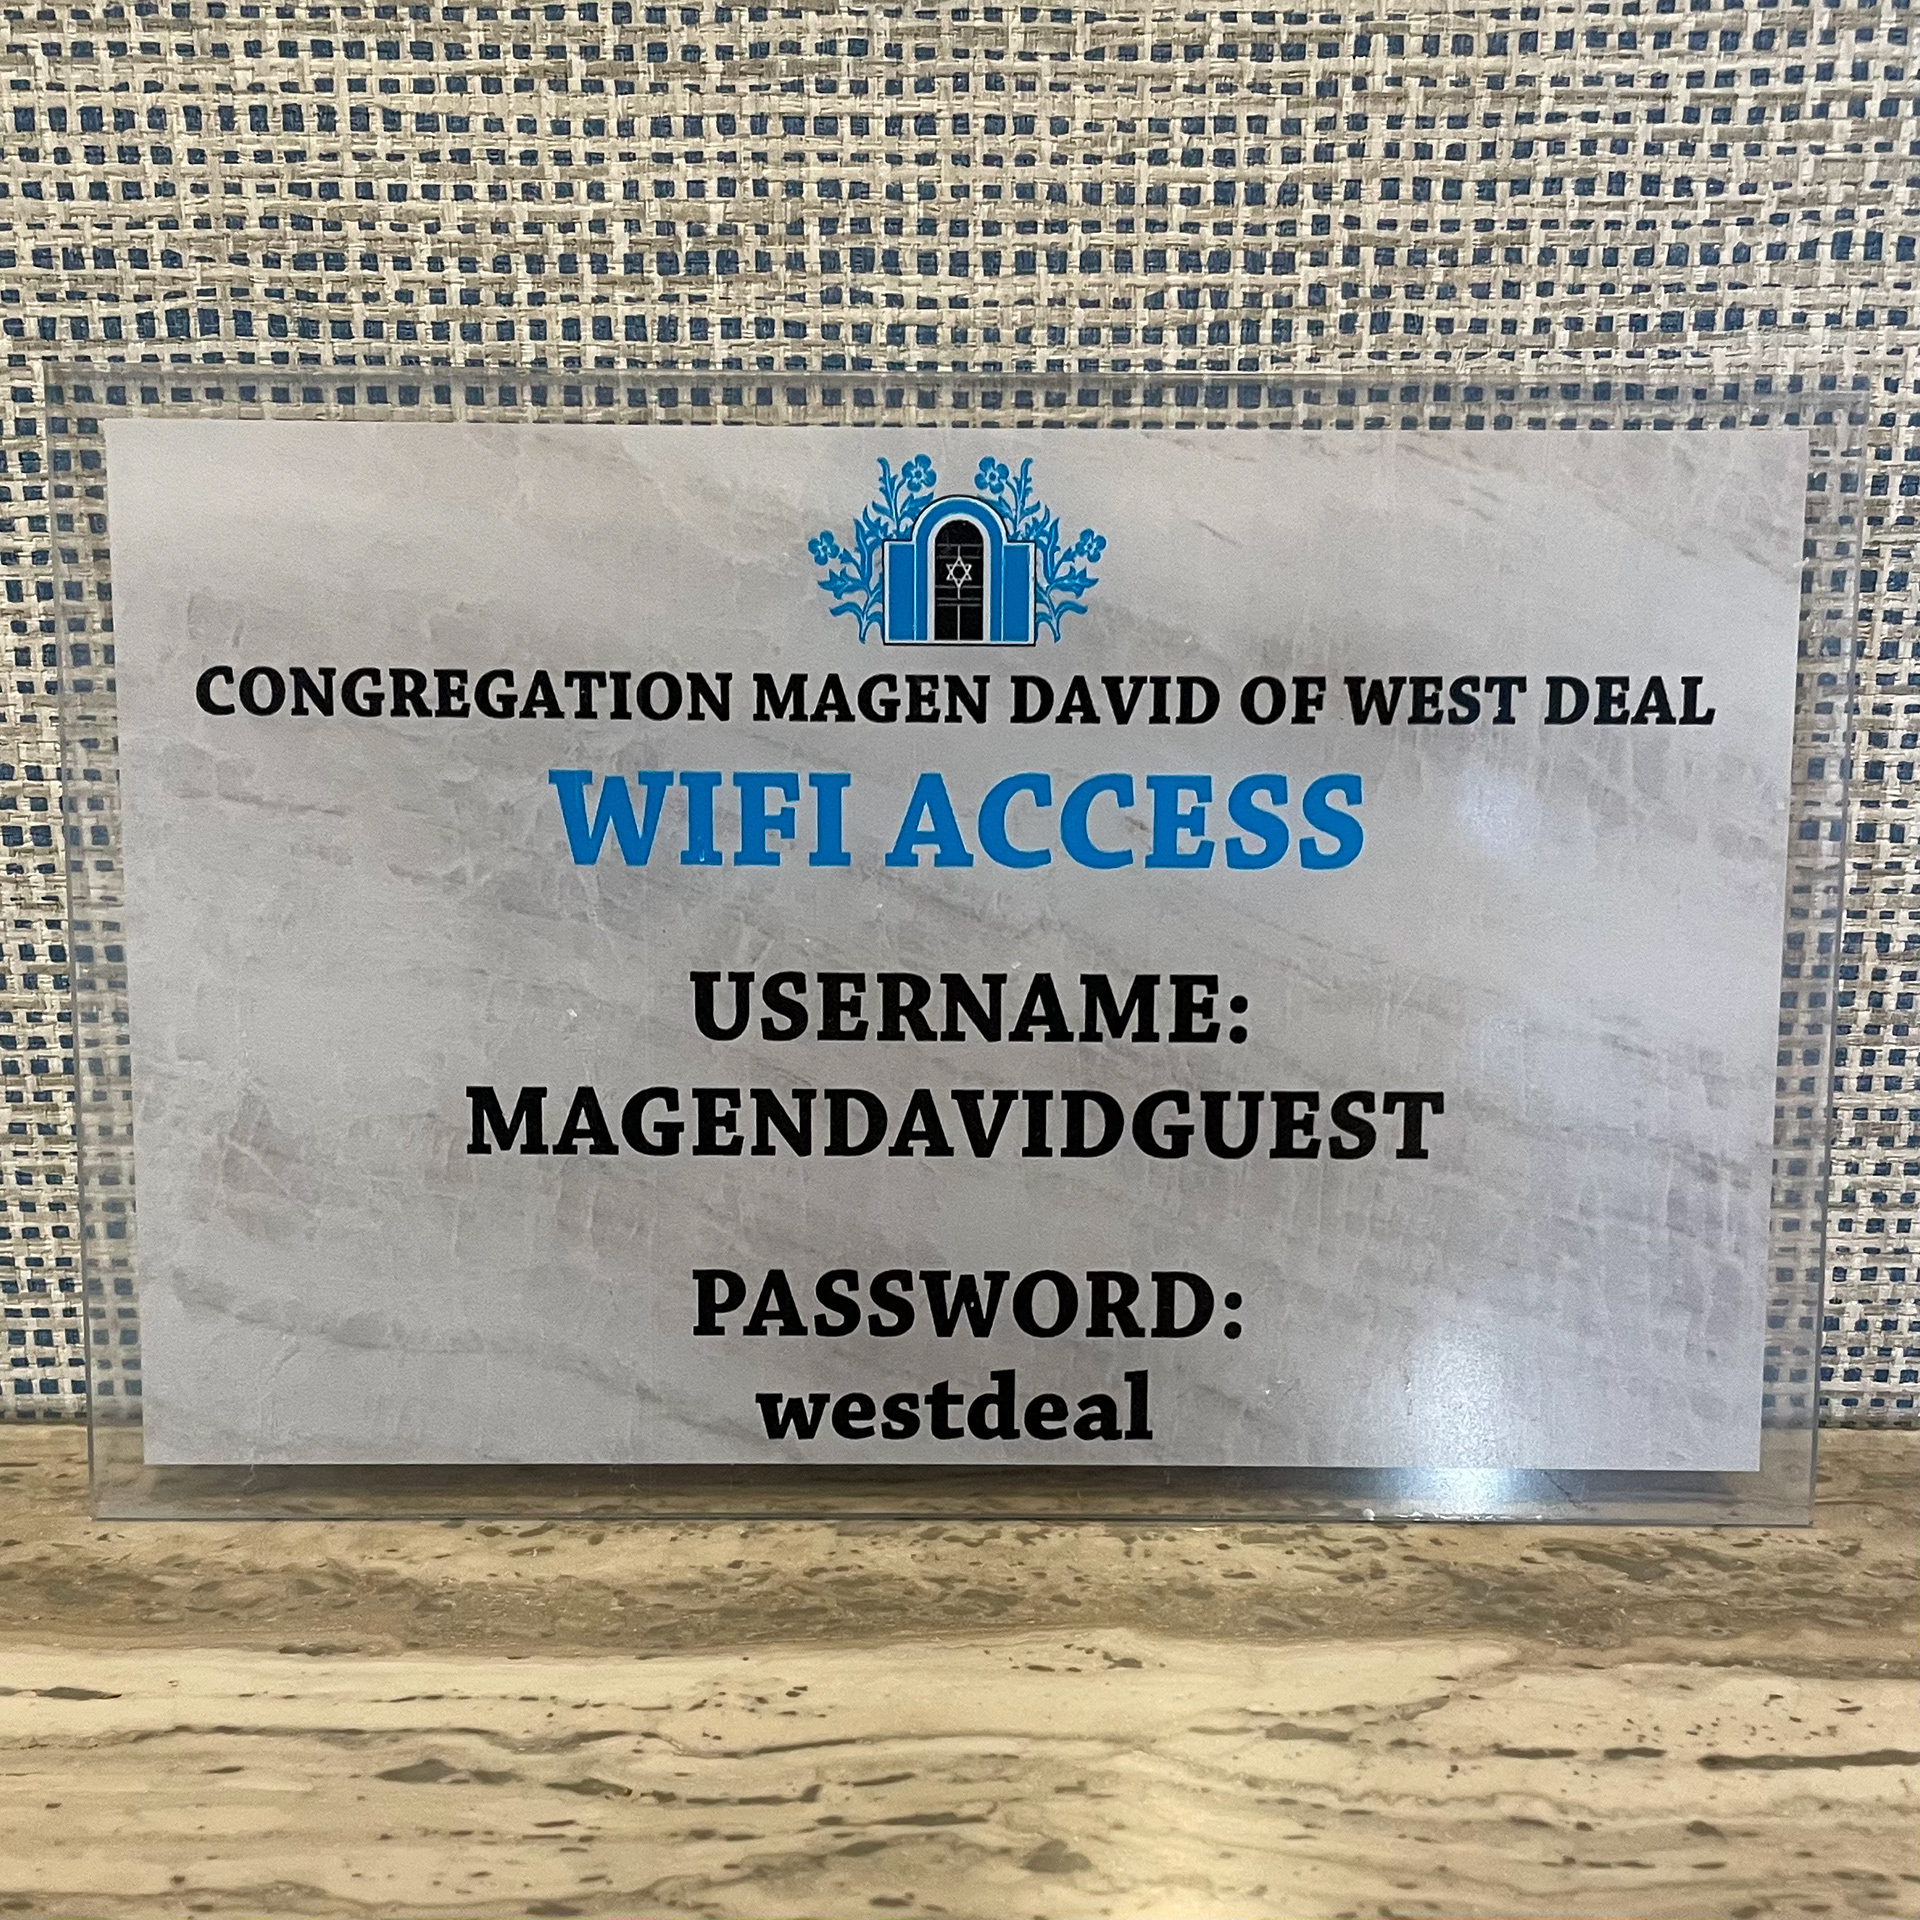 CONGREGATION MAGEN DAVID OF WEST DEAL
WIFI ACCESS
USERNAME:
MAGENDAVIDGUEST
PASSWORD:
westdeal